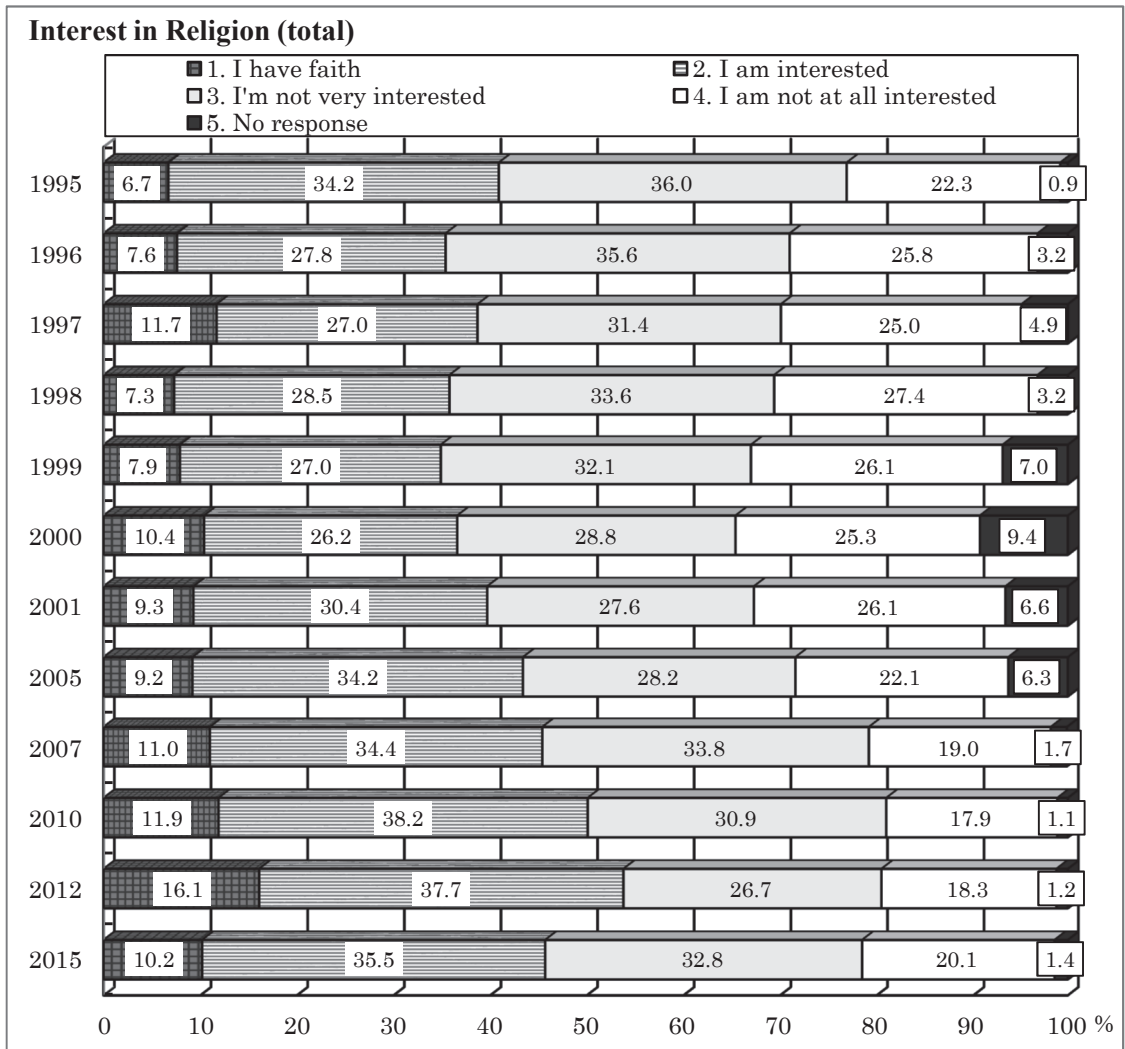 Interest in Religion (total)
1. I have faith 2. I am interested
3. I'm not very interested 4. I am not at all interested
5. No response
1995 6.7 34.2 36.0 22.3 0.9
1996 7.6 27.8 35.6 25.8 3.2
1997 11.7 27.0 31.4 25.0 4.9
1998 7.3 28.5 33.6 27.4 3.2
1999 7.9 27.0 32.1 26.1 7.0
2000 10.4 26.2 28.8 25.3 9.4
2001 9.3 30.4 27.6 26.1 6.6
2005 9.2 34.2 28.2 22.1 6.3
2007 11.0 34.4 33.8 19.0 1.7
2010 11.9 38.2 30.9 17.9 1.1
2012 16.1 37.7 26.7 18.3 1.2
2015 10.2 35.5 32.8 20.1 1.4
0 10 20 30 40 50 60 70 80 90 100 %